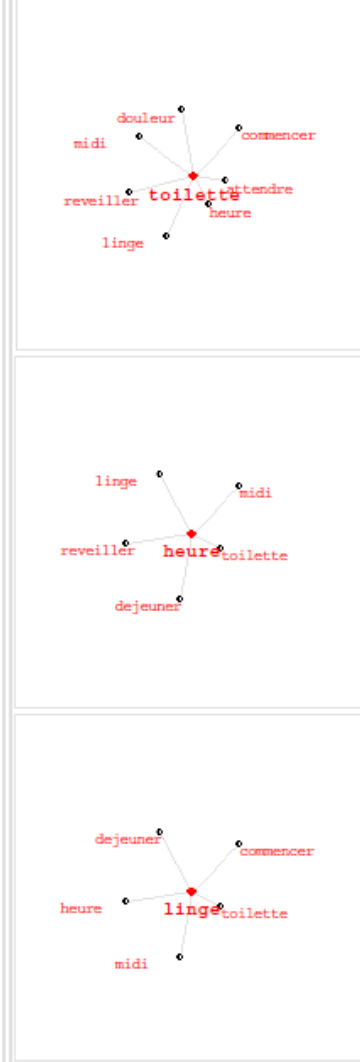 douleur
commencer
midi
attendre
toilette
reveiller
heure
linge
linge
midi
reveiller
heure
toilette
dejeuner
dejeuner
commencer
heure
linge
toilette
midi